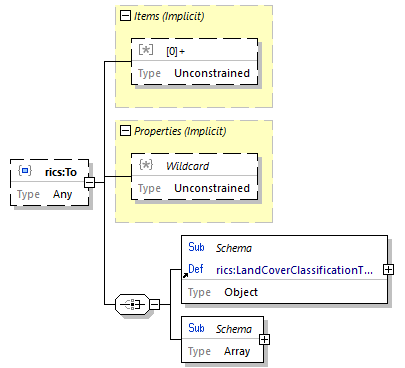 Items (Implicit)
[*] [0]+
Type Unconstrained
Properties (Implicit)
{*} Wildcard
Type Unconstrained
rics:To
Type Any
Sub Schema
Def rics:LandCoverClassificationT...
Type Object
Sub Schema
Type Array